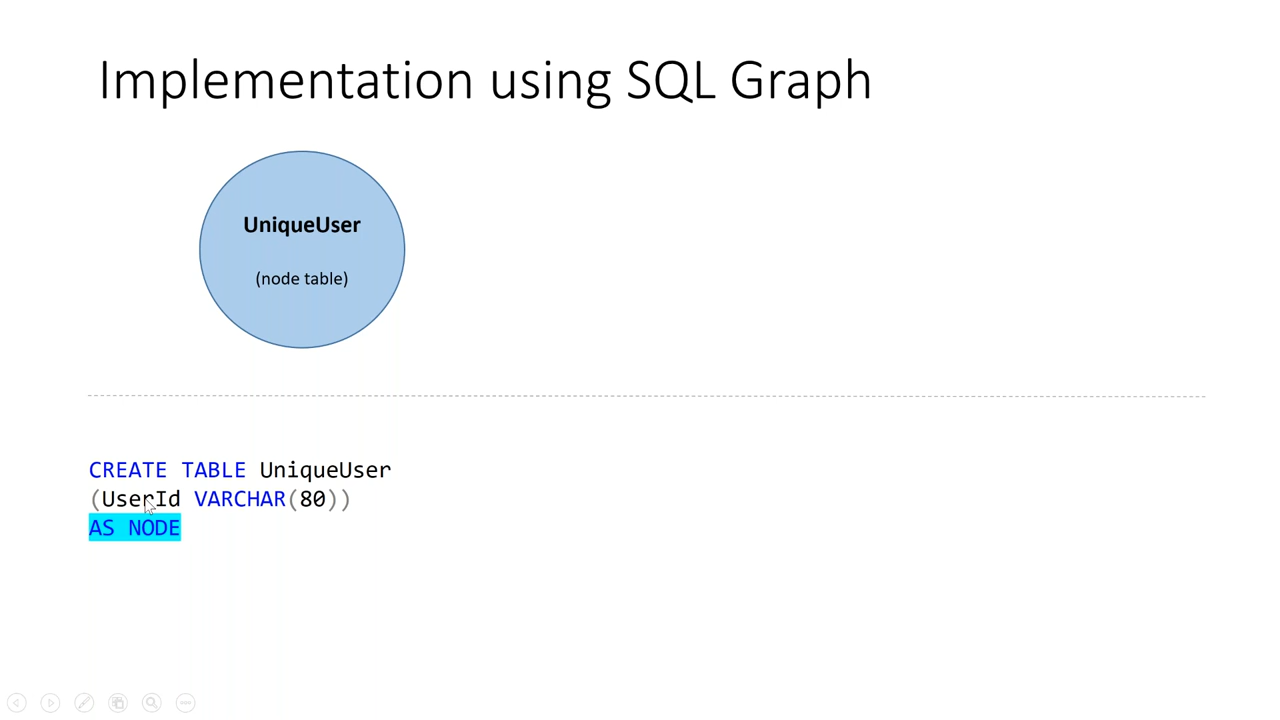 Implementation using SQL Graph
UniqueUser
(node table)
CREATE TABLE UniqueUser
(UserId VARCHAR(80))
AS NODE